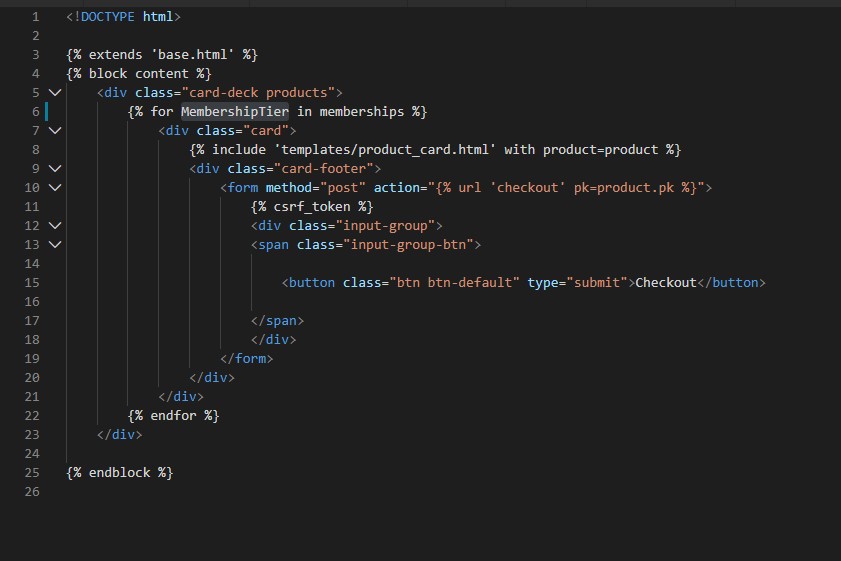 1 <!DOCTYPE html>
2
3 {% extends 'base.html' %}
4 {% block content %}
5 <div class="card-deck products">
6 {% for MembershipTier in memberships %}
7 <div class="card">
8 {% include 'templates/product_card.html' with product=product %}
9 <div class="card-footer">
10 <form method="post" action="{% url 'checkout' pk=product.pk %}">
11 {% csrf_token %}
12 <div class="input-group">
13 <span class="input-group-btn">
14
15 <button class="btn btn-default" type="submit">Checkout</button>
16
17 </span>
18 </div>
19 </form>
20 </div>
21 </div>
22 {% endfor %}
23 </div>
24
25 {% endblock %}
26